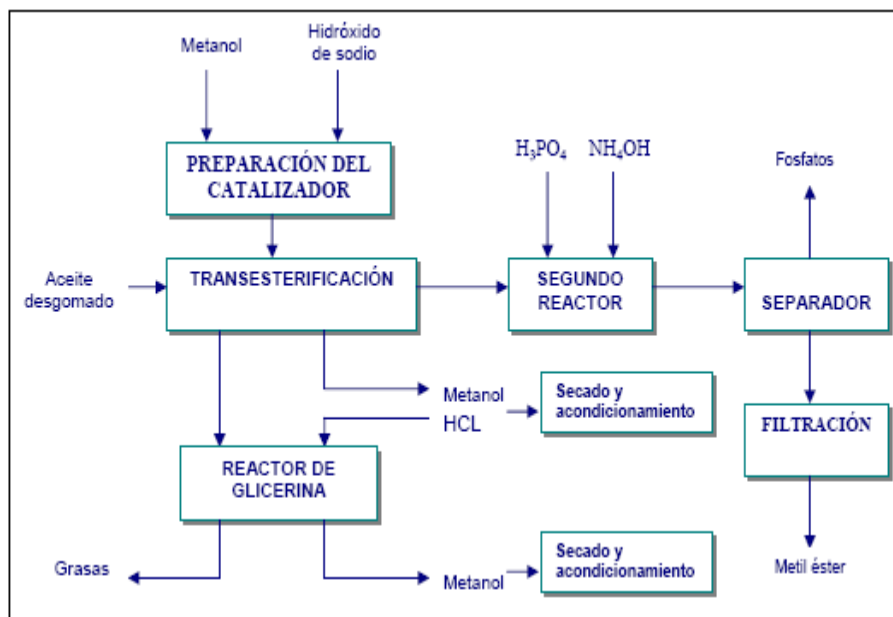 Metanol
Hidróxido
de sodio
PREPARACIÓN DEL
CATALIZADOR
H₃PO₄
NH₄OH
Fosfatos
Aceite
desgomado
TRANSESTERIFICACIÓN
SEGUNDO
REACTOR
SEPARADOR
Metanol
HCL
Secado y
acondicionamiento
FILTRACIÓN
REACTOR DE
GLICERINA
Grasas
Metanol
Secado y
acondicionamiento
Metil éster